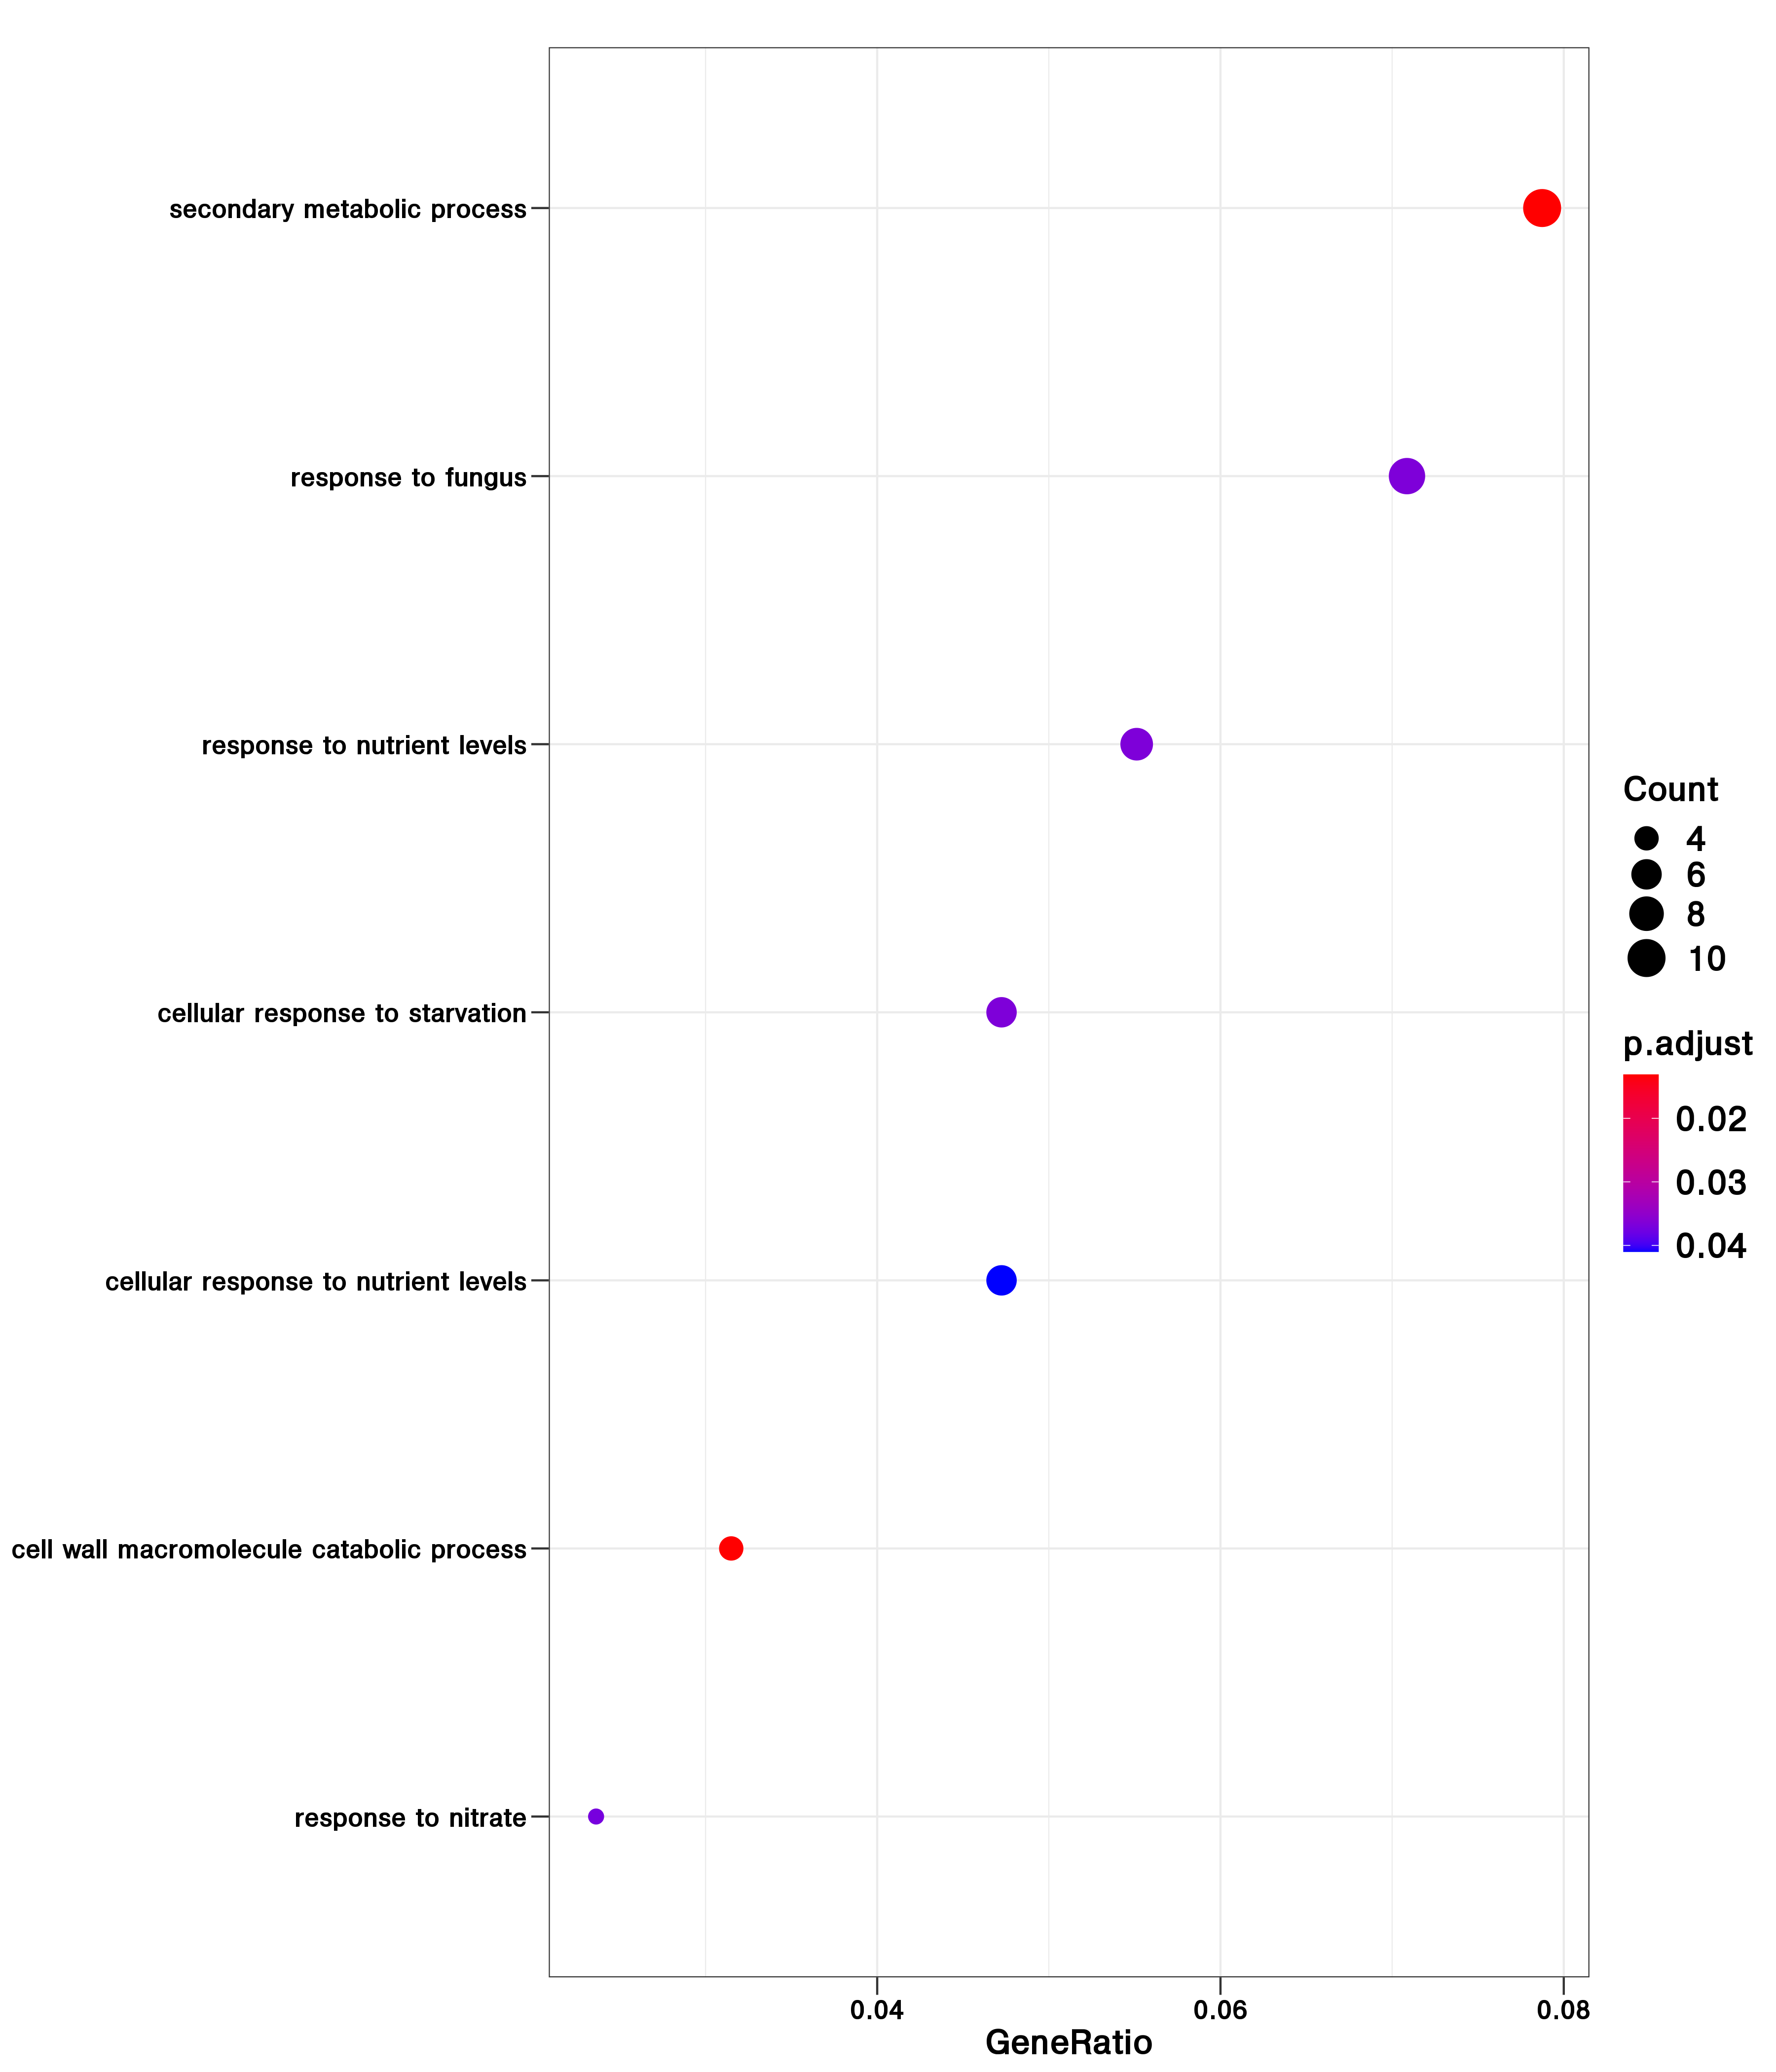 secondary metabolic process
response to fungus
response to nutrient levels
cellular response to starvation
cellular response to nutrient levels
cell wall macromolecule catabolic process
response to nitrate
0.04
0.06
0.08
GeneRatio
Count
4
6
8
10
p.adjust
0.02
0.03
0.04